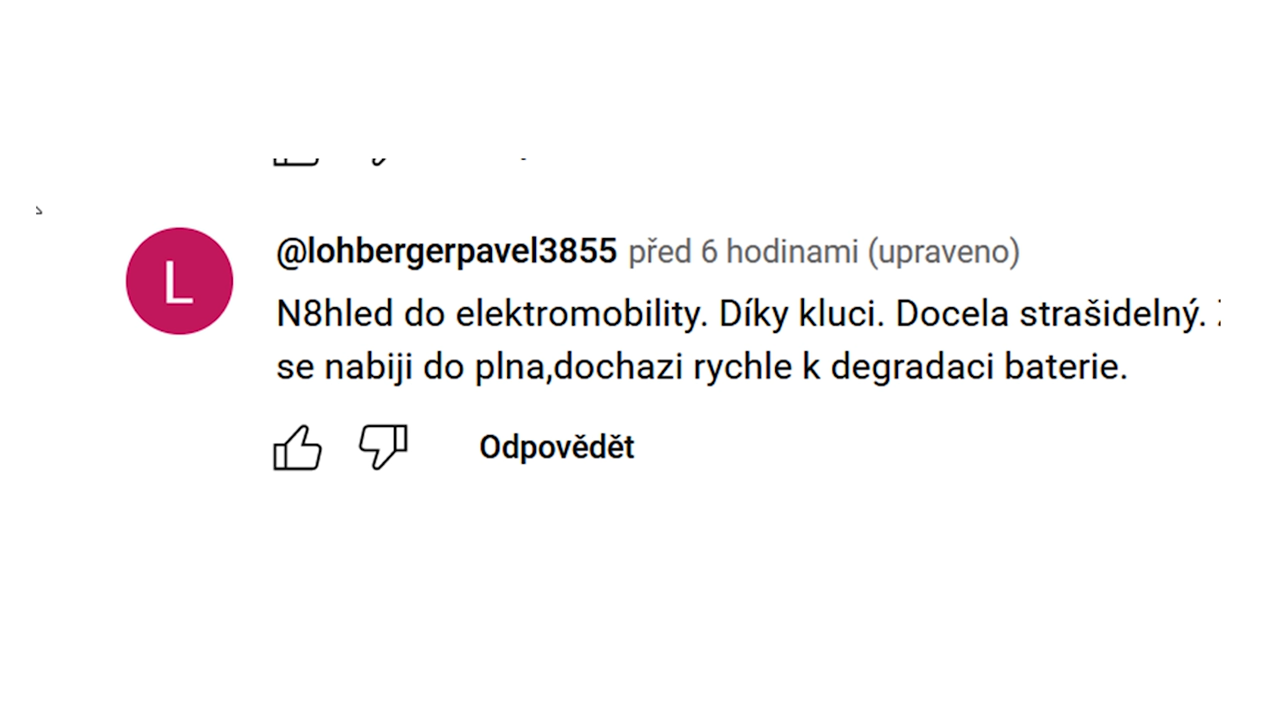 L
@lohbergerpavel3855 před 6 hodinami (upraveno)
N8hled do elektromobility. Díky kluci. Docela strašidelný.
se nabiji do plna,dochazi rychle k degradaci baterie.
Odpovědět